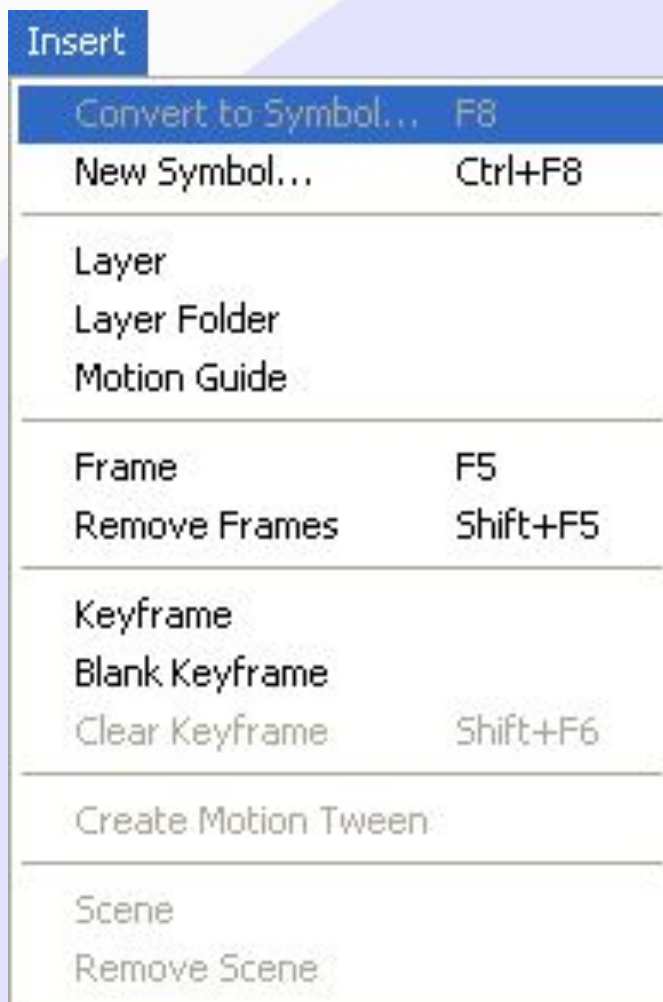 Insert
Convert to Symbol... F8
New Symbol... Ctrl+F8
Layer
Layer Folder
Motion Guide
Frame F5
Remove Frames Shift+F5
Keyframe
Blank Keyframe
Clear Keyframe Shift+F6
Create Motion Tween
Scene
Remove Scene